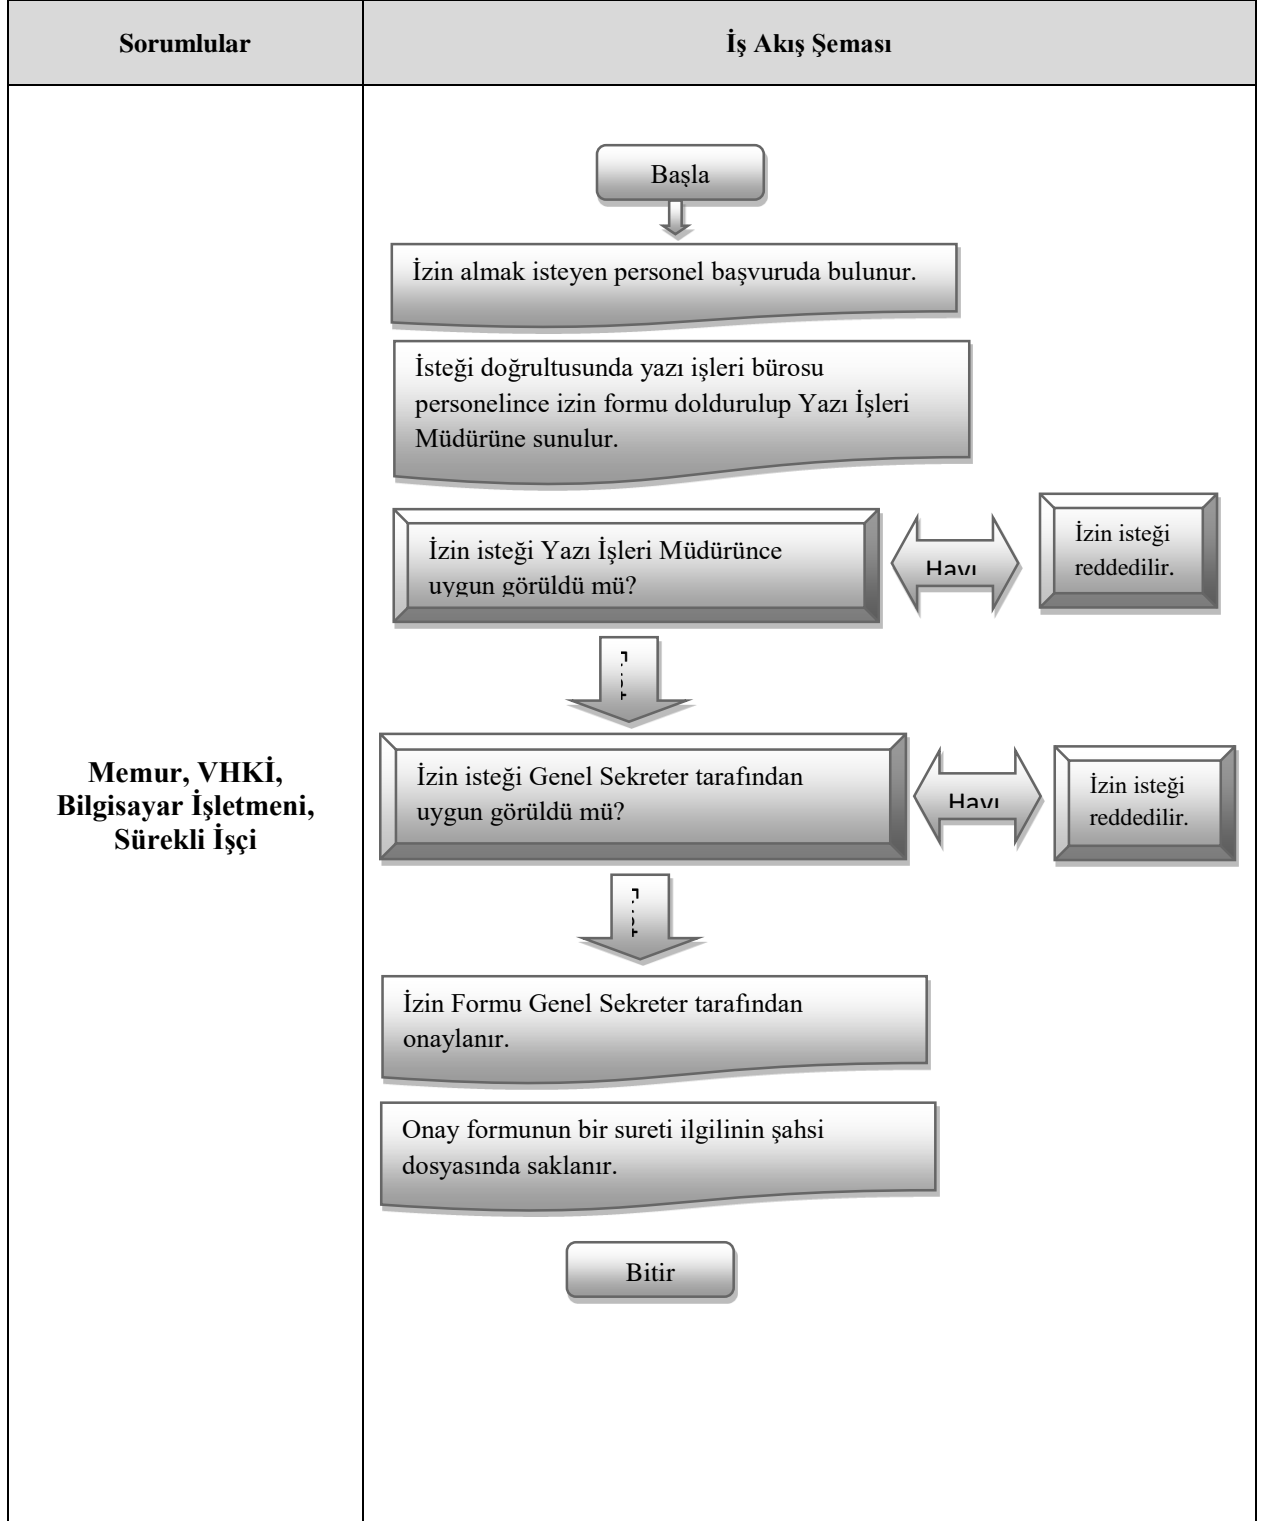 Sorumlular
İş Akış Şeması
Başla
İzin almak isteyen personel başvuruda bulunur.
İsteği doğrultusunda yazı işleri bürosu
personelince izin formu doldurulup Yazı İşleri
Müdürüne sunulur.
İzin isteği Yazı İşleri Müdürünce
uygun görüldü mü?
Hayı
İzin isteği
reddedilir.
Memur, VHKİ,
Bilgisayar İşletmeni,
Sürekli İşçi
İzin isteği Genel Sekreter tarafından
uygun görüldü mü?
Hayı
İzin isteği
reddedilir.
İzin Formu Genel Sekreter tarafından
onaylanır.
Onay formunun bir sureti ilgilinin şahsi
dosyasında saklanır.
Bitir